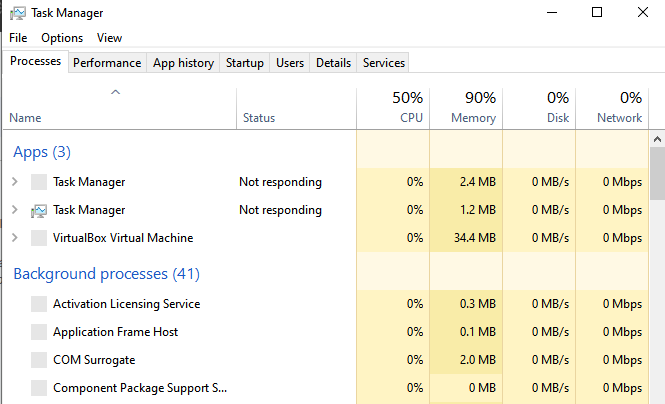 Task Manager
File Options View
Processes Performance App history Startup Users Details Services
50% 90% 0% 0%
Name Status CPU Memory Disk Network
Apps (3)
Task Manager Not responding 0% 2.4 MB 0 MB/s 0 Mbps
Task Manager Not responding 0% 1.2 MB 0 MB/s 0 Mbps
VirtualBox Virtual Machine 0% 34.4 MB 0 MB/s 0 Mbps
Background processes (41)
Activation Licensing Service 0% 0.3 MB 0 MB/s 0 Mbps
Application Frame Host 0% 0.1 MB 0 MB/s 0 Mbps
COM Surrogate 0% 2.0 MB 0 MB/s 0 Mbps
Component Package Support S... 0% 0 MB 0 MB/s 0 Mbps